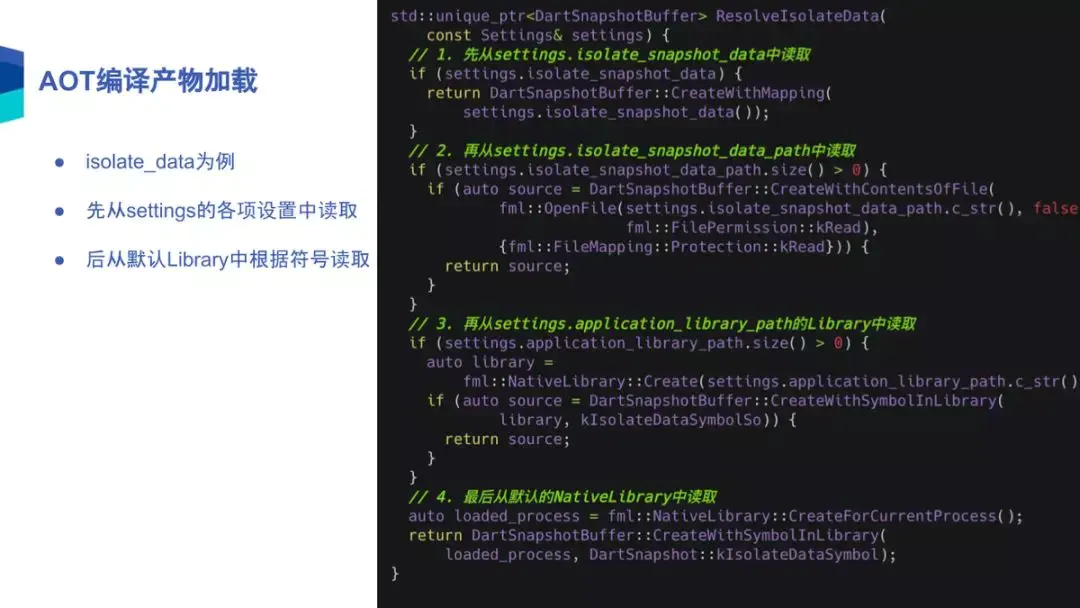 AOT编译产物加载
● isolate_data为例
● 先从settings的各项设置中读取
● 后从默认Library中根据符号读取
std::unique_ptr<DartSnapshotBuffer> ResolveIsolateData(
    const Settings& settings) {
  // 1. 先从settings.isolate_snapshot_data中读取
  if (settings.isolate_snapshot_data) {
    return DartSnapshotBuffer::CreateWithMapping(
        settings.isolate_snapshot_data());
  }
  // 2. 再从settings.isolate_snapshot_data_path中读取
  if (settings.isolate_snapshot_data_path.size() > 0) {
    if (auto source = DartSnapshotBuffer::CreateWithContentsOfFile(
            fml::OpenFile(settings.isolate_snapshot_data_path.c_str(), false
                          fml::FilePermission::kRead),
            {fml::FileMapping::Protection::kRead})) {
      return source;
    }
  }
  // 3. 再从settings.application_library_path的Library中读取
  if (settings.application_library_path.size() > 0) {
    auto library =
        fml::NativeLibrary::Create(settings.application_library_path.c_str()
    if (auto source = DartSnapshotBuffer::CreateWithSymbolInLibrary(
            library, kIsolateDataSymbolSo)) {
      return source;
    }
  }
  // 4. 最后从默认的NativeLibrary中读取
  auto loaded_process = fml::NativeLibrary::CreateForCurrentProcess();
  return DartSnapshotBuffer::CreateWithSymbolInLibrary(
      loaded_process, DartSnapshot::kIsolateDataSymbol);
}